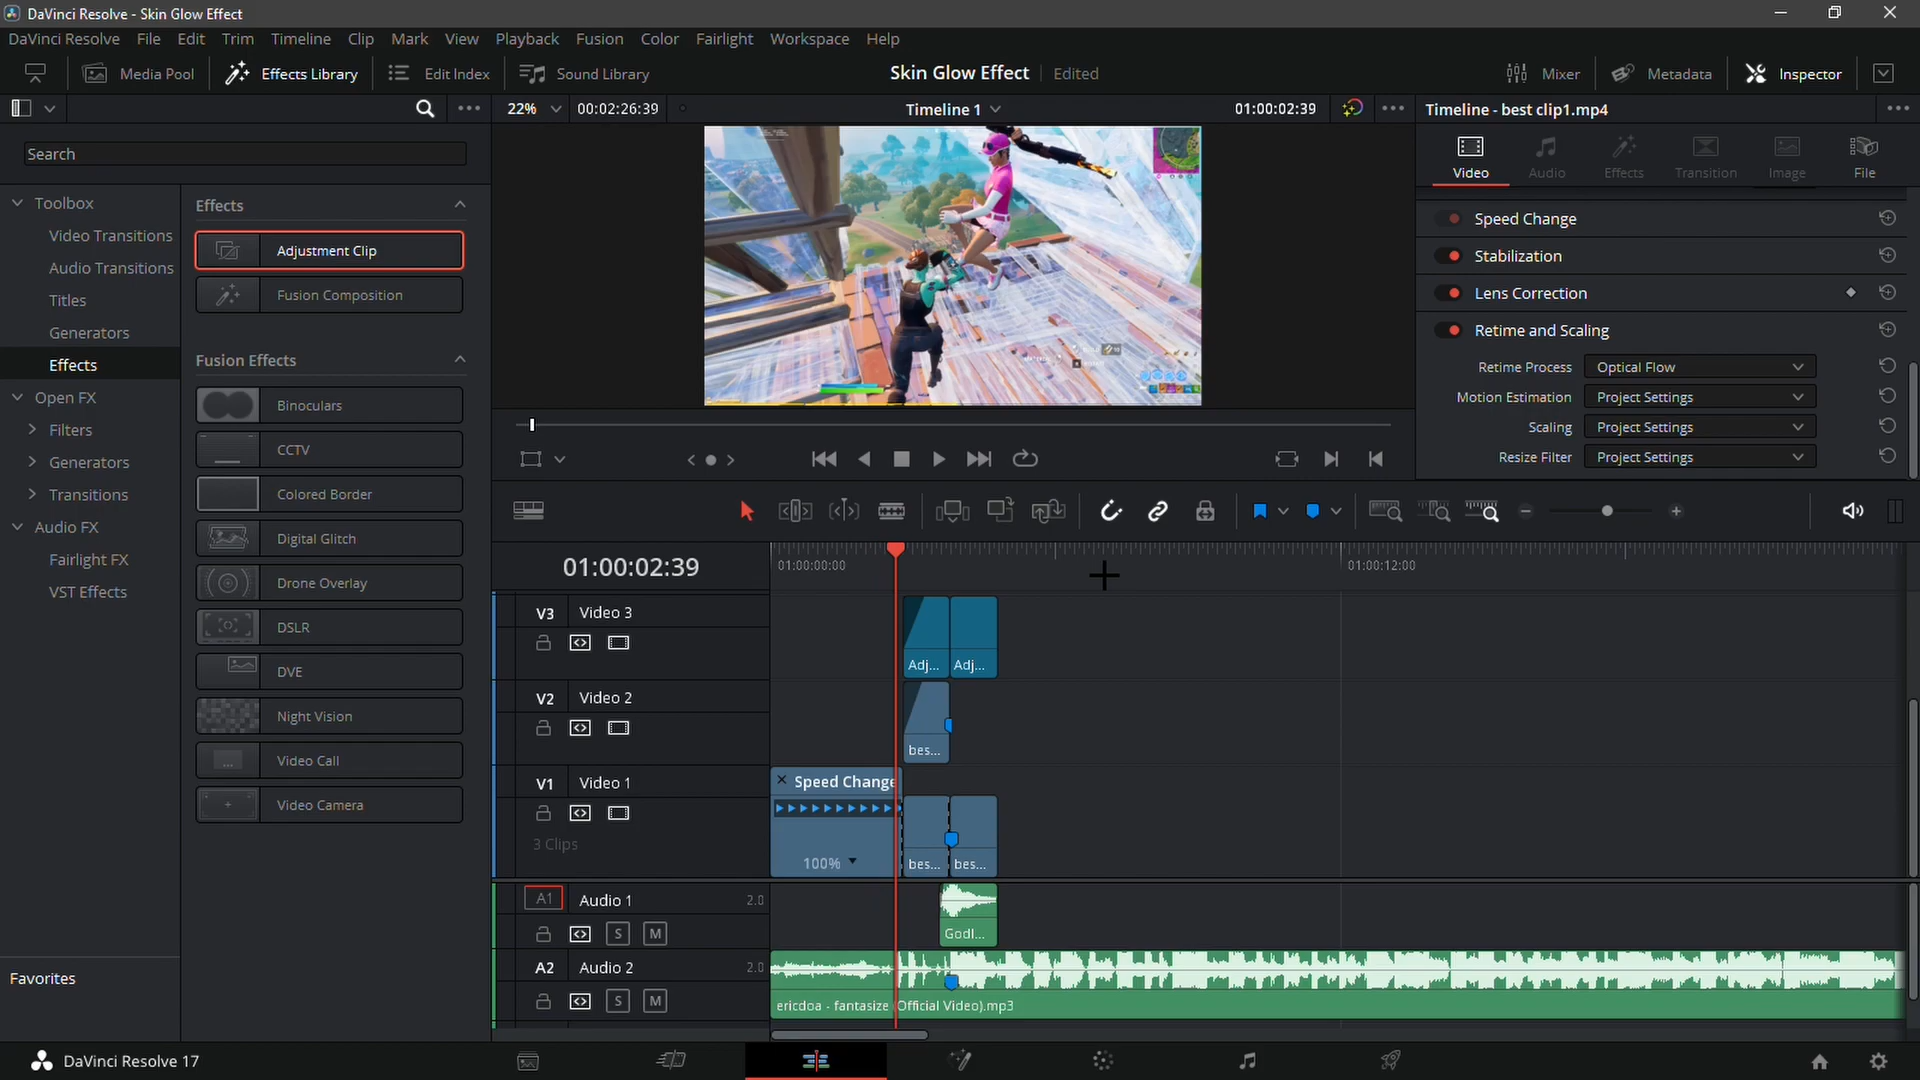 DaVinci Resolve - Skin Glow Effect
DaVinci Resolve File Edit Trim Timeline Clip Mark View Playback Fusion Color Fairlight Workspace Help
Media Pool Effects Library Edit Index Sound Library Skin Glow Effect Edited Mixer Metadata Inspector
22% 00:02:26:39 Timeline 1 01:00:02:39 Timeline - best clip1.mp4
Search
Video Audio Effects Transition Image File
Toolbox
Video Transitions
Audio Transitions
Titles
Generators
Effects
Open FX
Filters
Generators
Transitions
Audio FX
Fairlight FX
VST Effects
Favorites
Effects
Adjustment Clip
Fusion Composition
Fusion Effects
Binoculars
CCTV
Colored Border
Digital Glitch
Drone Overlay
DSLR
DVE
Night Vision
Video Call
Video Camera
Speed Change
Stabilization
Lens Correction
Retime and Scaling
Retime Process Optical Flow
Motion Estimation Project Settings
Scaling Project Settings
Resize Filter Project Settings
01:00:02:39 01:00:00:00 01:00:12:00
V3 Video 3
Adj... Adj...
V2 Video 2
bes...
V1 Video 1 Speed Change
3 Clips
100% bes... bes...
A1 Audio 1 2.0
S M Godl...
A2 Audio 2 2.0
S M ericdoa - fantasize (Official Video).mp3
DaVinci Resolve 17